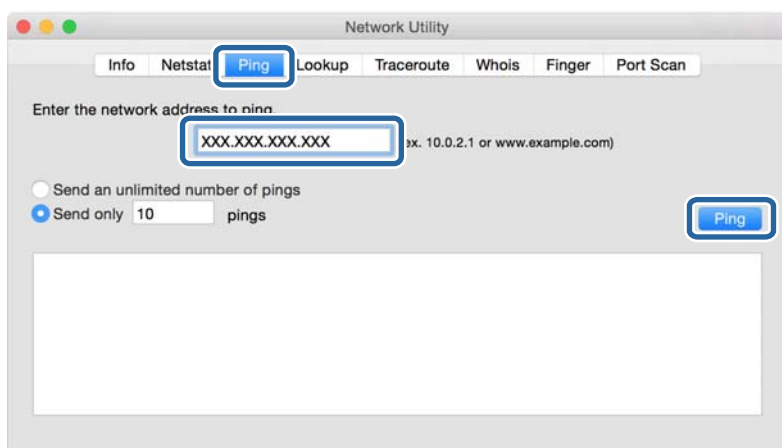 Network Utility
Info Netstat Ping Lookup Traceroute Whois Finger Port Scan
Enter the network address to ping.
XXX.XXX.XXX.XXX ex. 10.0.2.1 or www.example.com)
Send an unlimited number of pings
Send only 10 pings
Ping